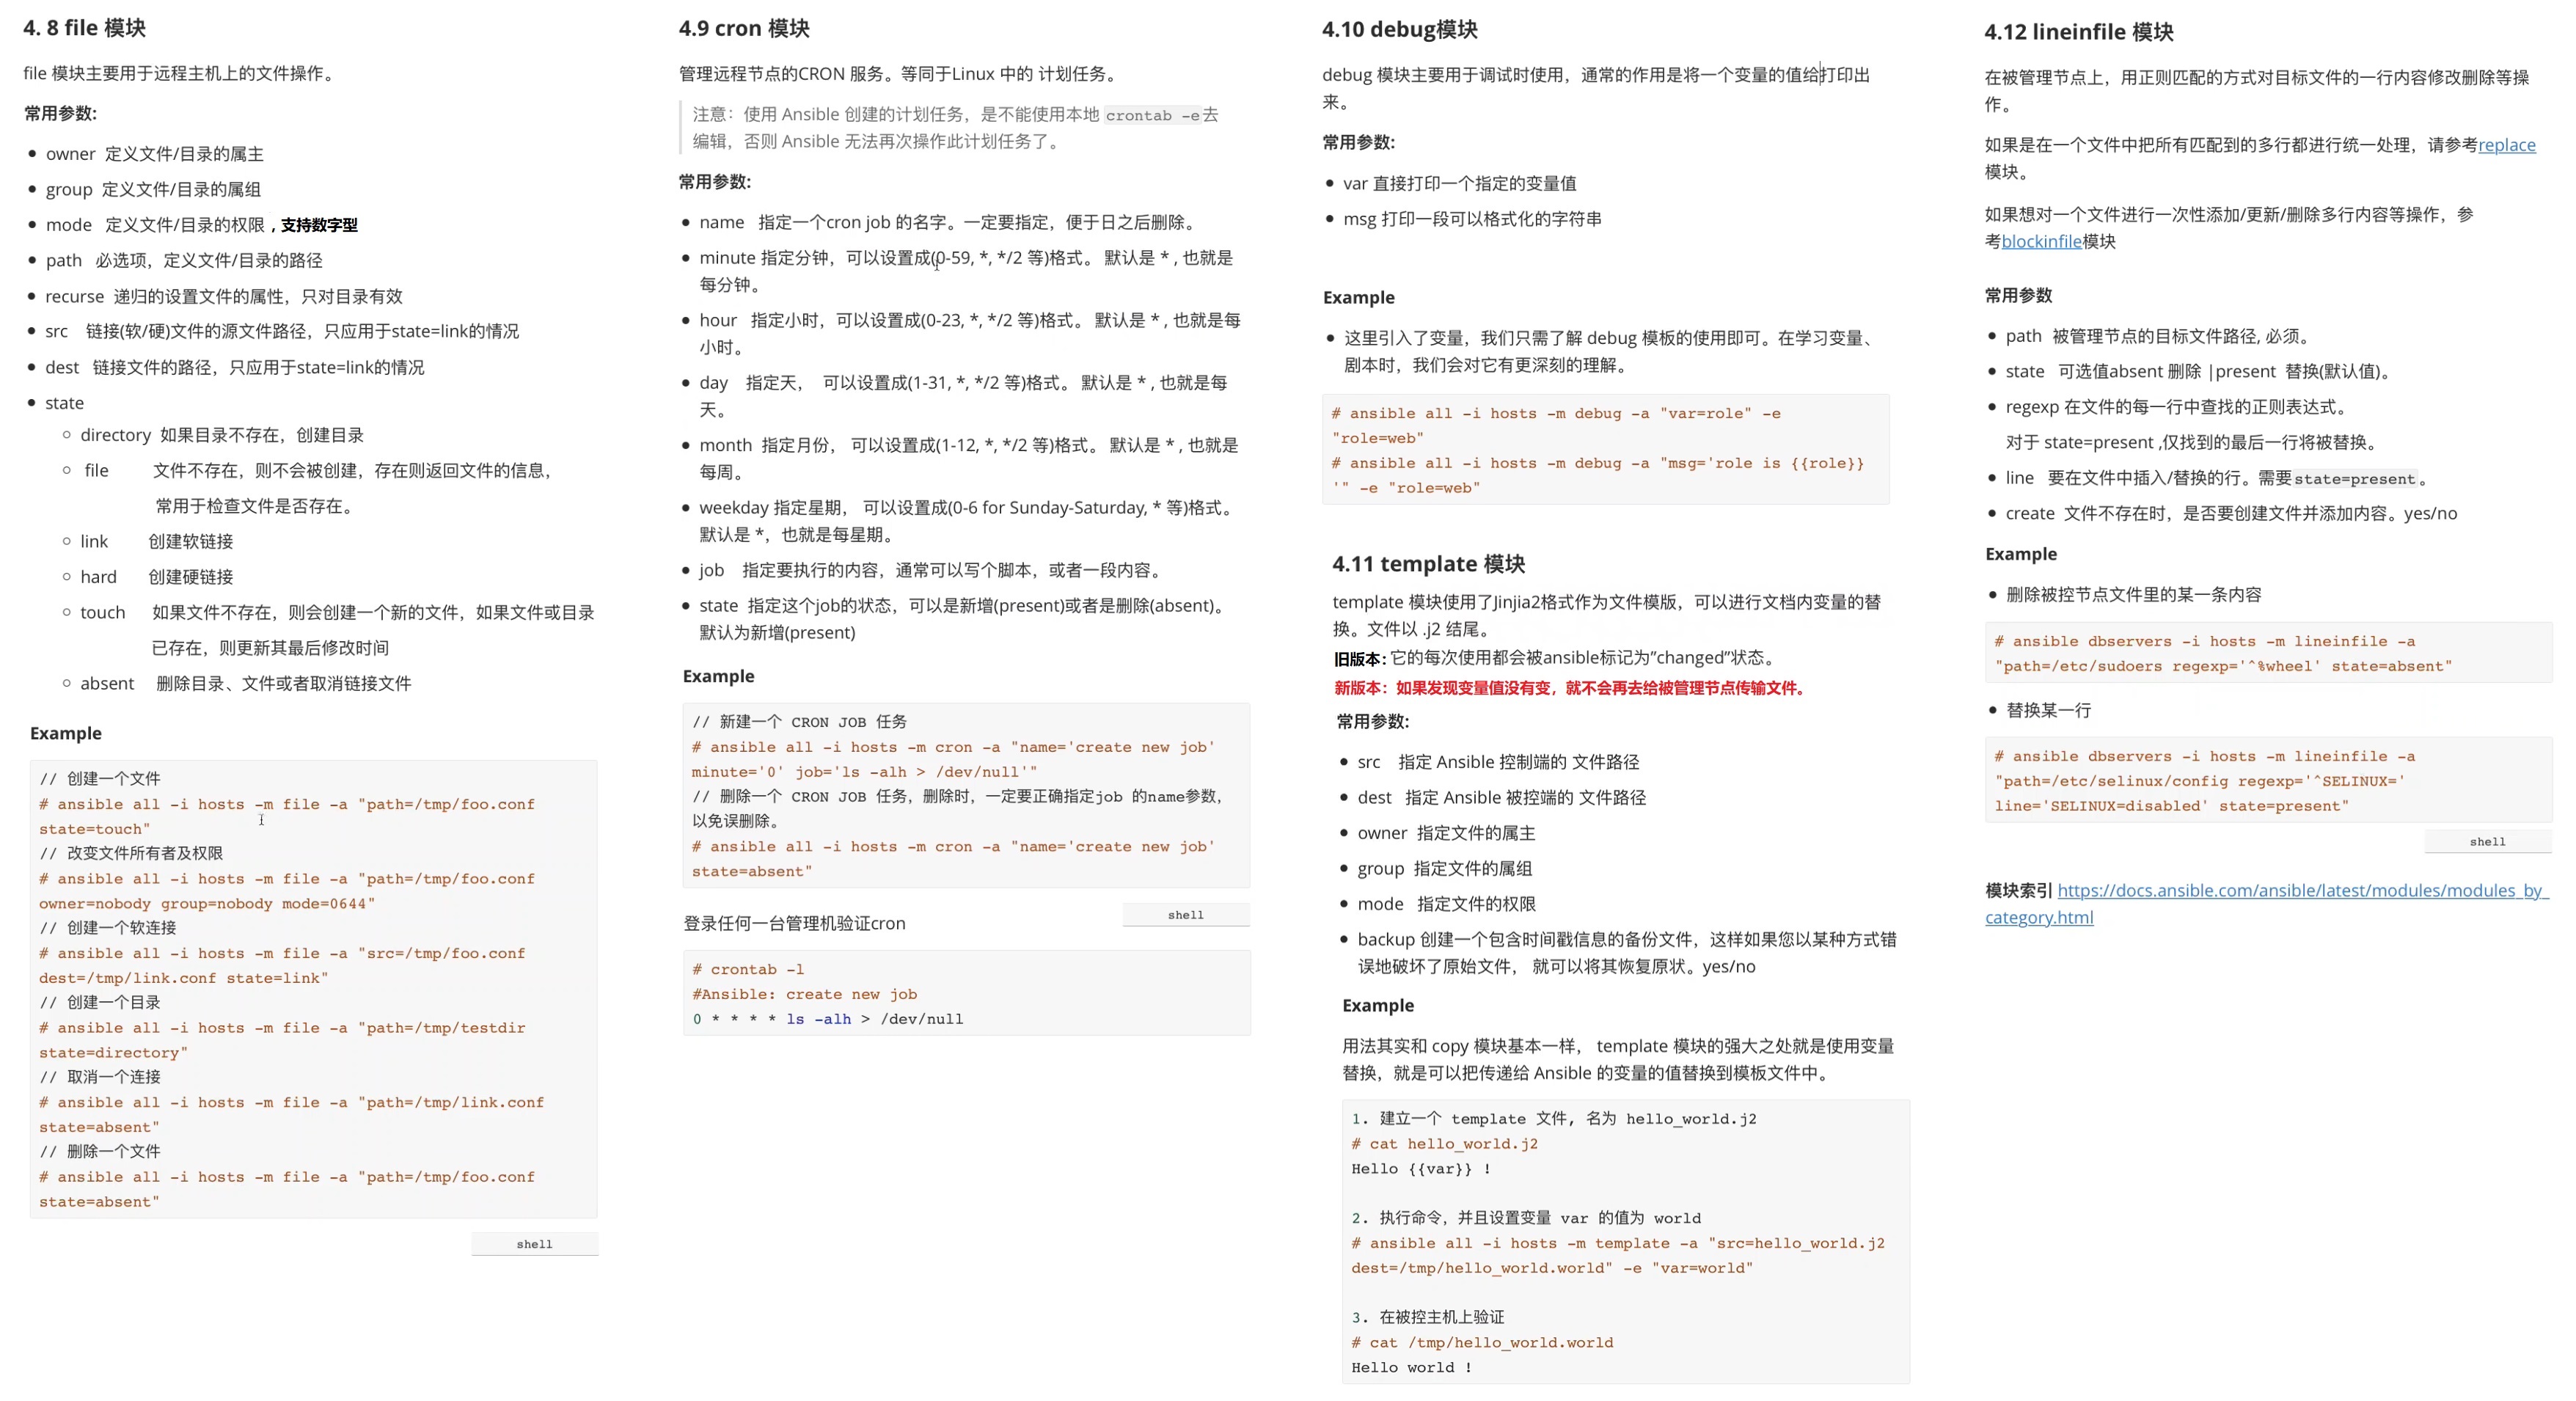 4. 8 file 模块
file 模块主要用于远程主机上的文件操作。
常用参数:
owner 定义文件/目录的属主
group 定义文件/目录的属组
mode 定义文件/目录的权限，支持数字型
path 必选项，定义文件/目录的路径
recurse 递归的设置文件的属性，只对目录有效
src 链接(软/硬)文件的源文件路径，只应用于state=link的情况
dest 链接文件的路径，只应用于state=link的情况
state
directory 如果目录不存在，创建目录
file 文件不存在，则不会被创建，存在则返回文件的信息，
常用于检查文件是否存在。
link 创建软链接
hard 创建硬链接
touch 如果文件不存在，则会创建一个新的文件，如果文件或目录
已存在，则更新其最后修改时间
absent 删除目录、文件或者取消链接文件
Example
// 创建一个文件
# ansible all -i hosts -m file -a "path=/tmp/foo.conf
state=touch"
// 改变文件所有者及权限
# ansible all -i hosts -m file -a "path=/tmp/foo.conf
owner=nobody group=nobody mode=0644"
// 创建一个软连接
# ansible all -i hosts -m file -a "src=/tmp/foo.conf
dest=/tmp/link.conf state=link"
// 创建一个目录
# ansible all -i hosts -m file -a "path=/tmp/testdir
state=directory"
// 取消一个连接
# ansible all -i hosts -m file -a "path=/tmp/link.conf
state=absent"
// 删除一个文件
# ansible all -i hosts -m file -a "path=/tmp/foo.conf
state=absent"
shell
4.9 cron 模块
管理远程节点的CRON 服务。等同于Linux 中的 计划任务。
注意：使用 Ansible 创建的计划任务，是不能使用本地 crontab -e去
编辑，否则 Ansible 无法再次操作此计划任务了。
常用参数:
name 指定一个cron job 的名字。一定要指定，便于日之后删除。
minute 指定分钟，可以设置成(0-59, *, */2 等)格式。 默认是 * , 也就是
每分钟。
hour 指定小时，可以设置成(0-23, *, */2 等)格式。 默认是 * , 也就是每
小时。
day 指定天， 可以设置成(1-31, *, */2 等)格式。 默认是 * , 也就是每
天。
month 指定月份， 可以设置成(1-12, *, */2 等)格式。 默认是 * , 也就是
每周。
weekday 指定星期， 可以设置成(0-6 for Sunday-Saturday, * 等)格式。
默认是 *，也就是每星期。
job 指定要执行的内容，通常可以写个脚本，或者一段内容。
state 指定这个job的状态，可以是新增(present)或者是删除(absent)。
默认为新增(present)
Example
// 新建一个 CRON JOB 任务
# ansible all -i hosts -m cron -a "name='create new job'
minute='0' job='ls -alh > /dev/null'"
// 删除一个 CRON JOB 任务，删除时，一定要正确指定job 的name参数，
以免误删除。
# ansible all -i hosts -m cron -a "name='create new job'
state=absent"
shell
登录任何一台管理机验证cron
# crontab -l
#Ansible: create new job
0 * * * * ls -alh > /dev/null
4.10 debug模块
debug 模块主要用于调试时使用，通常的作用是将一个变量的值给打印出
来。
常用参数:
var 直接打印一个指定的变量值
msg 打印一段可以格式化的字符串
Example
这里引入了变量，我们只需了解 debug 模板的使用即可。在学习变量、
剧本时，我们会对它有更深刻的理解。
# ansible all -i hosts -m debug -a "var=role" -e
"role=web"
# ansible all -i hosts -m debug -a "msg='role is {{role}}
'" -e "role=web"
4.11 template 模块
template 模块使用了Jinjia2格式作为文件模版，可以进行文档内变量的替
换。文件以 .j2 结尾。
旧版本: 它的每次使用都会被ansible标记为”changed”状态。
新版本：如果发现变量值没有变，就不会再去给被管理节点传输文件。
常用参数:
src 指定 Ansible 控制端的 文件路径
dest 指定 Ansible 被控端的 文件路径
owner 指定文件的属主
group 指定文件的属组
mode 指定文件的权限
backup 创建一个包含时间戳信息的备份文件，这样如果您以某种方式错
误地破坏了原始文件， 就可以将其恢复原状。yes/no
Example
用法其实和 copy 模块基本一样， template 模块的强大之处就是使用变量
替换，就是可以把传递给 Ansible 的变量的值替换到模板文件中。
1. 建立一个 template 文件, 名为 hello_world.j2
# cat hello_world.j2
Hello {{var}} !
2. 执行命令，并且设置变量 var 的值为 world
# ansible all -i hosts -m template -a "src=hello_world.j2
dest=/tmp/hello_world.world" -e "var=world"
3. 在被控主机上验证
# cat /tmp/hello_world.world
Hello world !
4.12 lineinfile 模块
在被管理节点上，用正则匹配的方式对目标文件的一行内容修改删除等操
作。
如果是在一个文件中把所有匹配到的多行都进行统一处理，请参考replace
模块。
如果想对一个文件进行一次性添加/更新/删除多行内容等操作，参
考blockinfile模块
常用参数
path 被管理节点的目标文件路径, 必须。
state 可选值absent 删除 |present 替换(默认值)。
regexp 在文件的每一行中查找的正则表达式。
对于 state=present ,仅找到的最后一行将被替换。
line 要在文件中插入/替换的行。需要state=present。
create 文件不存在时，是否要创建文件并添加内容。yes/no
Example
删除被控节点文件里的某一条内容
# ansible dbservers -i hosts -m lineinfile -a
"path=/etc/sudoers regexp='^%wheel' state=absent"
替换某一行
# ansible dbservers -i hosts -m lineinfile -a
"path=/etc/selinux/config regexp='^SELINUX='
line='SELINUX=disabled' state=present"
shell
模块索引 https://docs.ansible.com/ansible/latest/modules/modules_by_
category.html